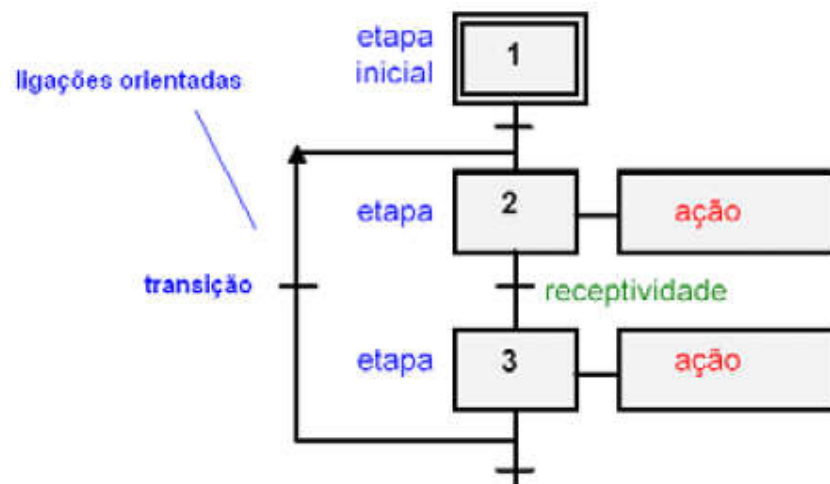 etapa
inicial
1
ligações orientadas
etapa
2
ação
transição
receptividade
etapa
3
ação